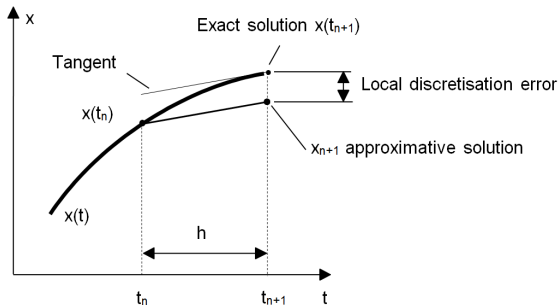 x
Exact solution x(tn+1)
Tangent
Local discretisation error
x(tn)
xn+1 approximative solution
x(t)
h
tn
tn+1
t